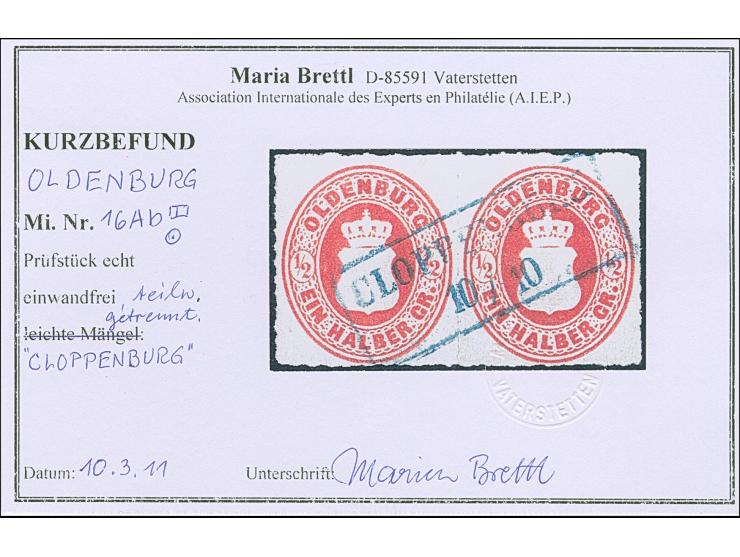 Maria Brettl D-85591 Vaterstetten
Association Internationale des Experts en Philatélie (A.I.E.P.)
KURZBEFUND
OLDENBURG
Mi. Nr. 16Ab I
Prüfstück echt
einwandfrei, teilw.
getrennt.
leichte Mängel:
"CLOPPENBURG"
OLDENBURG
1/2 1/2
EIN HALBER GR.
OLDENBURG
1/2 1/2
EIN HALBER GR.
CLOPPENBURG
10 10
VATERSTETTEN
Datum: 10.3.11
Unterschrift: Maria Brettl